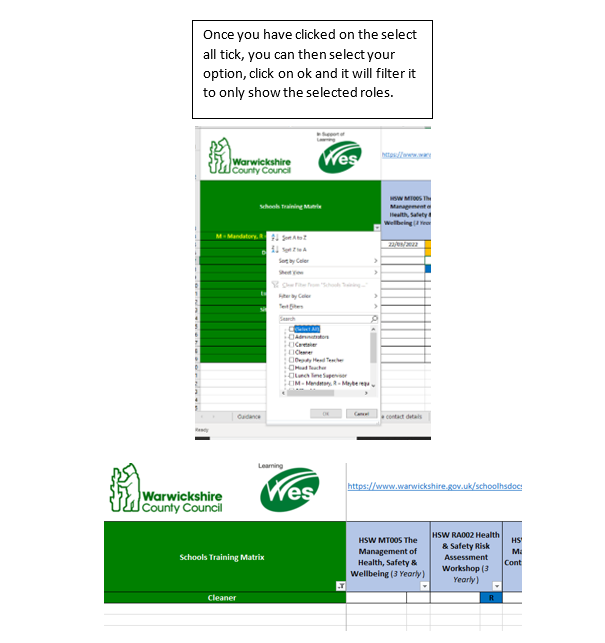 Once you have clicked on the select
all tick, you can then select your
option, click on ok and it will filter it
to only show the selected roles.
In Support of
Learning
Warwickshire
County Council
Wes
https://www.warw
Schools Training Matrix
HSW MT005 The
Management of
Health, Safety &
Wellbeing (3 Year
M = Mandatory, R =
22/03/2022
Sort A to Z
Sort Z to A
Sort by Color
Sheet View
Clear Filter from "Schools Training..."
Filter by Color
Text Filters
Search
(Select All)
Administrators
Caretaker
Cleaner
Deputy Head Teacher
Head Teacher
Lunch Time Supervisor
M = Mandatory, R = Maybe requ
OK
Cancel
Guidance
e contact details
Ready
Learning
Warwickshire
County Council
Wes
https://www.warwickshire.gov.uk/schoolhsdocs
Schools Training Matrix
HSW MT005 The
Management of
Health, Safety &
Wellbeing (3 Yearly)
HSW RA002 Health
& Safety Risk
Assessment
Workshop (3
Yearly)
HS
Ma
Cont
Cleaner
R